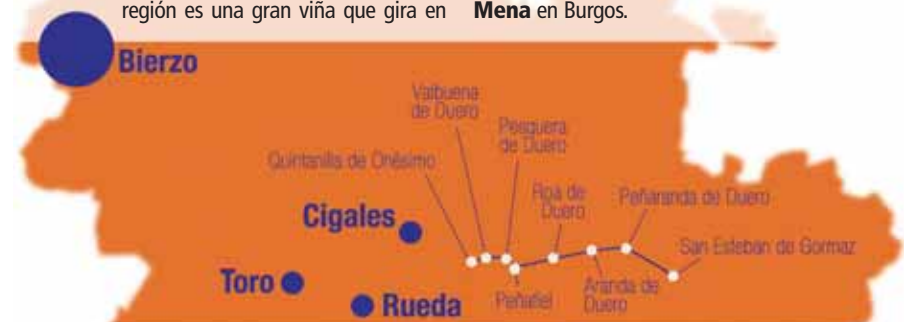 región es una gran viña que gira en
Mena en Burgos.
Bierzo
Valbuena
de Duero
Pesquera
de Duero
Quintanilla de Onésimo
Roa de
Duero
Peñaranda de Duero
Cigales
San Esteban de Gormaz
Toro
Rueda
Peñafiel
Aranda de
Duero